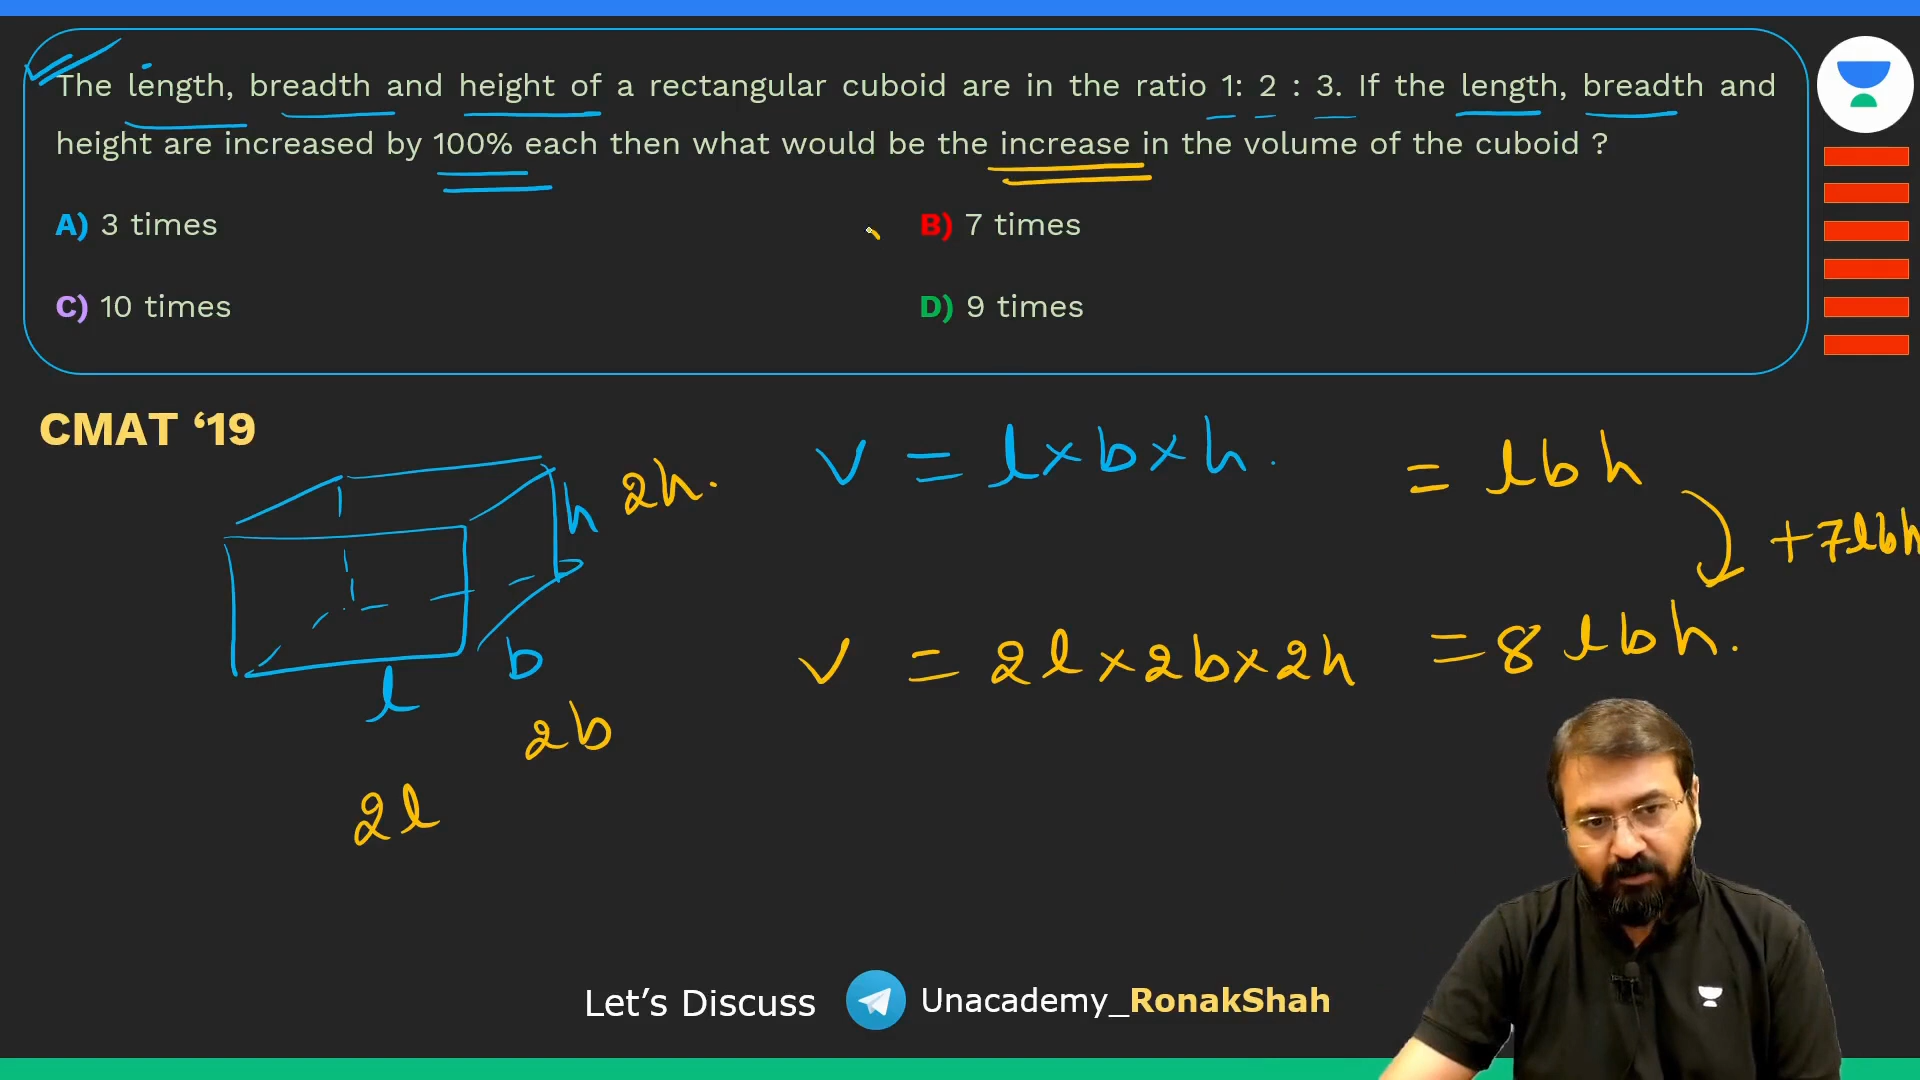 The length, breadth and height of a rectangular cuboid are in the ratio 1: 2 : 3. If the length, breadth and
height are increased by 100% each then what would be the increase in the volume of the cuboid ?
A) 3 times
B) 7 times
C) 10 times
D) 9 times
CMAT ‘19
V = l × b × h.
= l b h
h 2h.
+7lbh
V = 2l × 2b × 2h
= 8 l b h.
b
l
2b
2l
Let’s Discuss
Unacademy_RonakShah